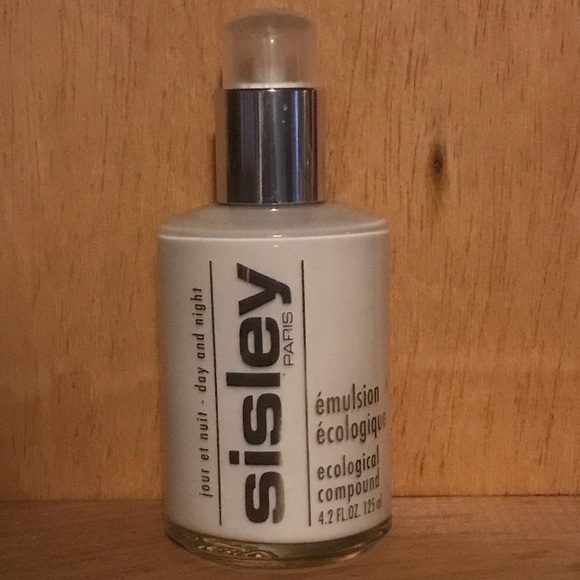 jour et nuit - day and night
sisley
PARIS
émulsion
écologique
ecological
compound
4.2 FL.OZ. 125 ml